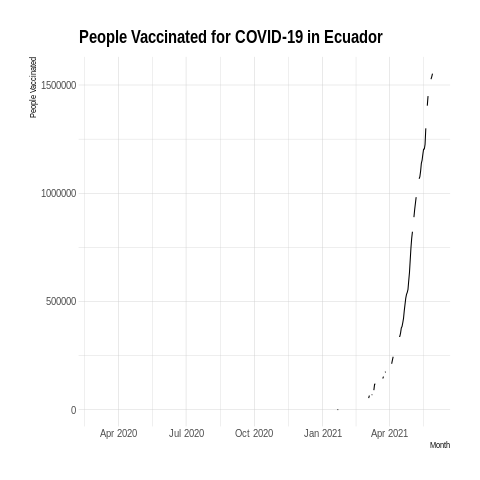 People Vaccinated for COVID-19 in Ecuador
People Vaccinated
1500000
1000000
500000
0
Apr 2020 Jul 2020 Oct 2020 Jan 2021 Apr 2021
Month